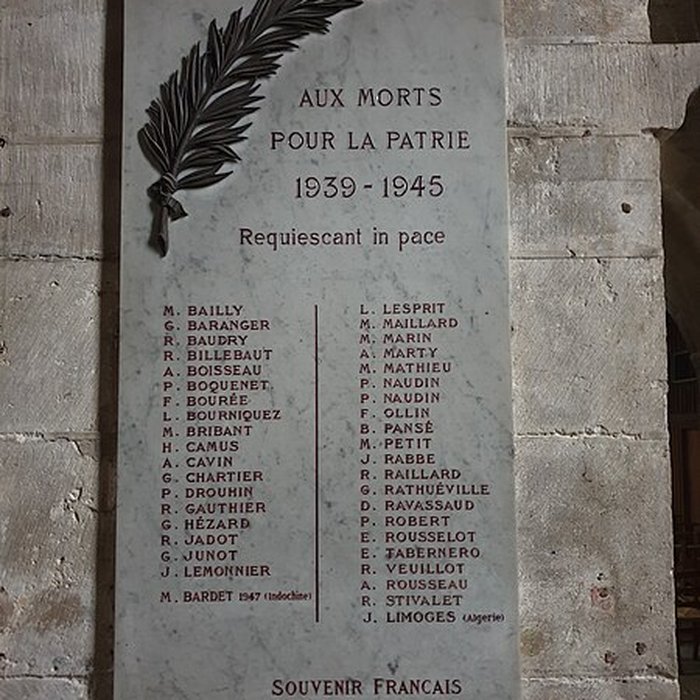 AUX MORTS
POUR LA PATRIE
1939 - 1945
Requiescant in pace
M. BAILLY
G. BARANGER
R. BAUDRY
R. BILLEBAUT
A. BOISSEAU
P. BOQUENET
F. BOURÉE
L. BOURNIQUEZ
M. BRIBANT
H. CAMUS
A. CAVIN
G. CHARTIER
P. DROUHIN
R. GAUTHIER
G. HÉZARD
R. JADOT
G. JUNOT
J. LEMONNIER
M. BARDET 1947 (Indochine)
L. LESPRIT
M. MAILLARD
M. MARIN
A. MARTY
M. MATHIEU
P. NAUDIN
P. NAUDIN
F. OLLIN
B. PANSÉ
M. PETIT
J. RABBE
R. RAILLARD
G. RATHUÉVILLE
D. RAVASSAUD
P. ROBERT
E. ROUSSELOT
E. TABERNERO
R. VEUILLOT
A. ROUSSEAU
R. STIVALET
J. LIMOGES (Algerie)
SOUVENIR FRANCAIS